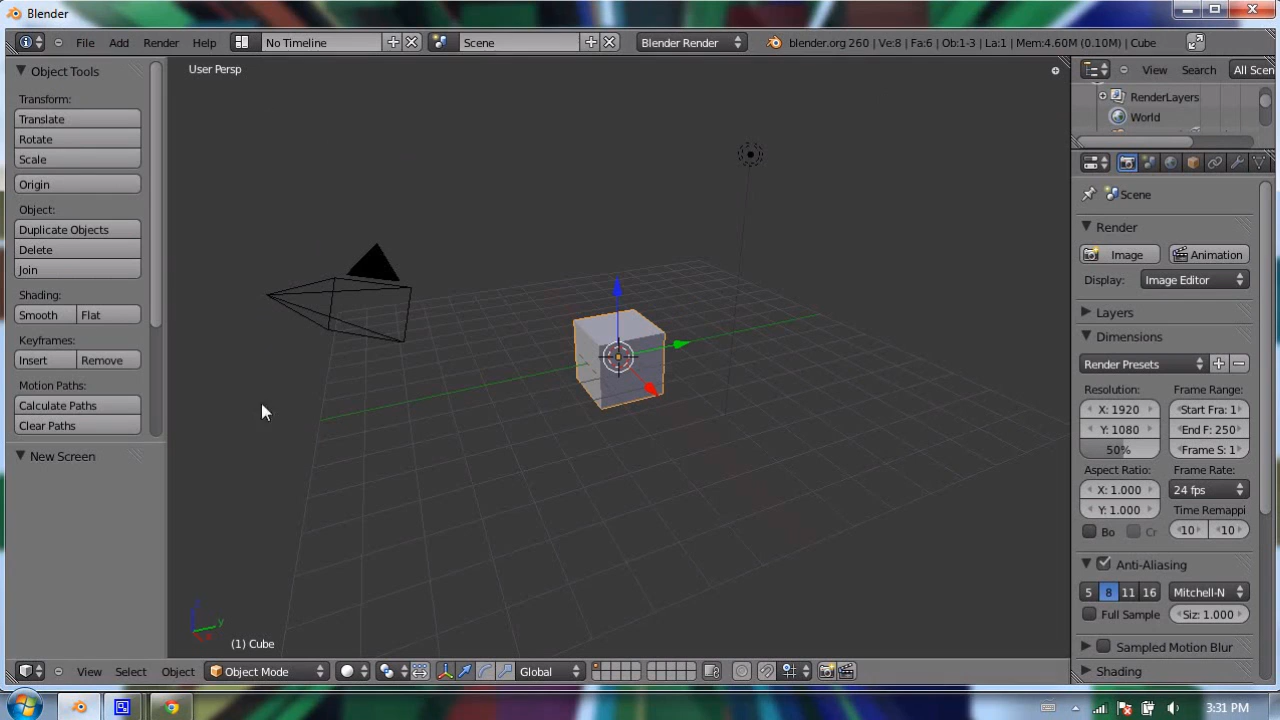 Blender
File Add Render Help No Timeline Scene Blender Render blender.org 260 | Ve:8 | Fa:6 | Ob:1-3 | La:1 | Mem:4.60M (0.10M) | Cube
Object Tools
Transform:
Translate
Rotate
Scale
Origin
Object:
Duplicate Objects
Delete
Join
Shading:
Smooth Flat
Keyframes:
Insert Remove
Motion Paths:
Calculate Paths
Clear Paths
New Screen
User Persp
(1) Cube
View Select Object Object Mode Global
View Search All Scen
RenderLayers
World
Scene
Render
Image Animation
Display: Image Editor
Layers
Dimensions
Render Presets
Resolution: Frame Range:
X: 1920 Start Fra: 1
Y: 1080 End F: 250
50% Frame S: 1
Aspect Ratio: Frame Rate:
X: 1.000 24 fps
Y: 1.000 Time Remappi
Bo Cr 10 10
Anti-Aliasing
5 8 11 16 Mitchell-N
Full Sample Siz: 1.000
Sampled Motion Blur
Shading
3:31 PM